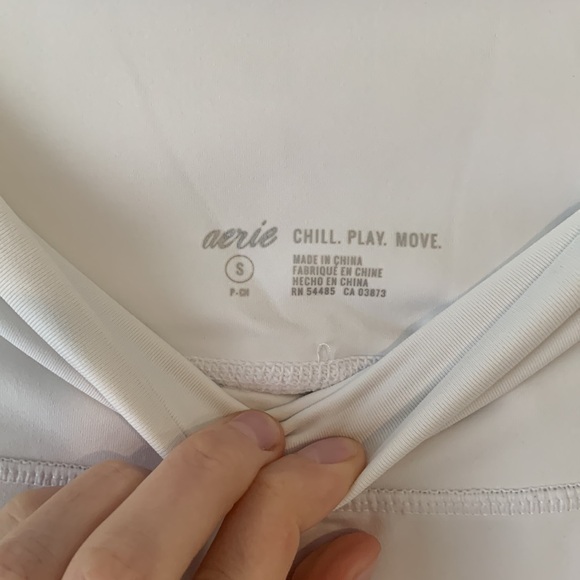 aerie CHILL. PLAY. MOVE.
S
P-CH
MADE IN CHINA
FABRIQUÉ EN CHINE
HECHO EN CHINA
RN 54485 CA 03873